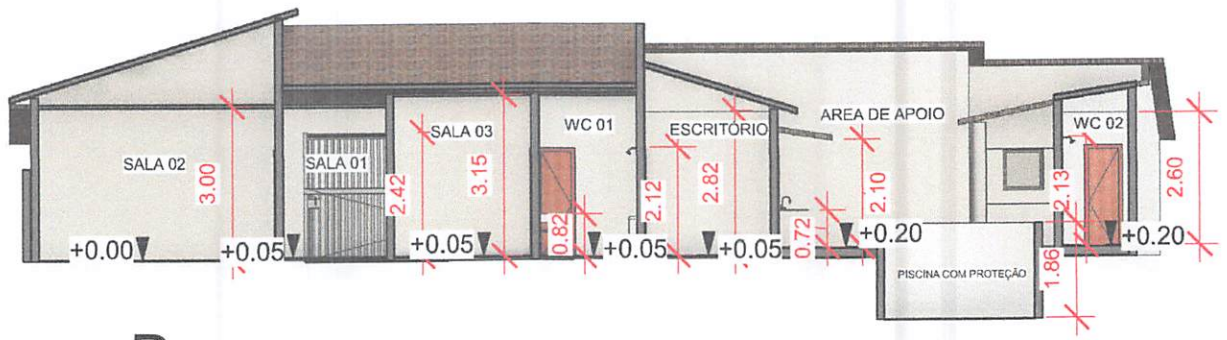 SALA 02
3.00
+0.00
SALA 01
+0.05
2.42
SALA 03
+0.05
3.15
WC 01
0.82
+0.05
2.12
ESCRITÓRIO
2.82
+0.05
0.72
AREA DE APOIO
2.10
+0.20
PISCINA COM PROTEÇÃO
1.86
2.13
WC 02
+0.20
2.60